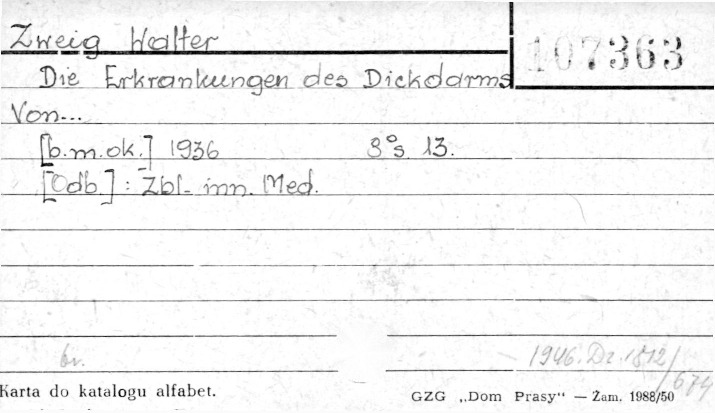 Zweig Walter
107363
Die Erkrankungen des Dickdarms
Von...
[b.m.ok.] 1936 8° s. 13.
[Odb.]: Zbl. inn. Med.
br.
1946. Dz. 1812/674
Karta do katalogu alfabet.
GZG „Dom Prasy" — Zam. 1988/50